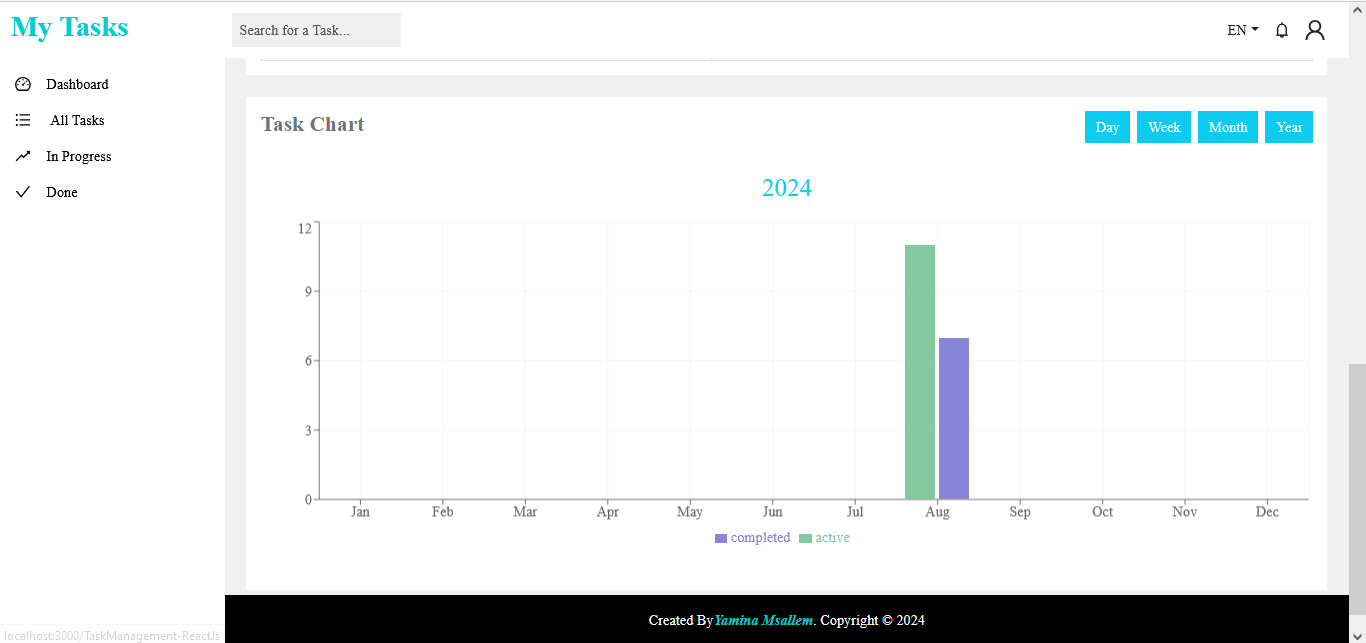 My Tasks
Search for a Task...
EN
Dashboard
All Tasks
In Progress
Done
Task Chart
Day Week Month Year
2024
12
9
6
3
0
Jan Feb Mar Apr May Jun Jul Aug Sep Oct Nov Dec
completed active
Created By Yamina Msallem. Copyright © 2024
localhost:3000/TaskManagement-ReactJs